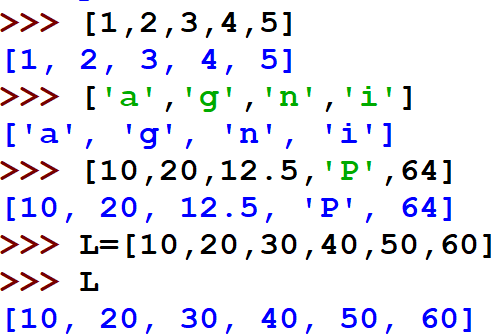 >>> [1,2,3,4,5]
[1, 2, 3, 4, 5]
>>> ['a','g','n','i']
['a', 'g', 'n', 'i']
>>> [10,20,12.5,'P',64]
[10, 20, 12.5, 'P', 64]
>>> L=[10,20,30,40,50,60]
>>> L
[10, 20, 30, 40, 50, 60]